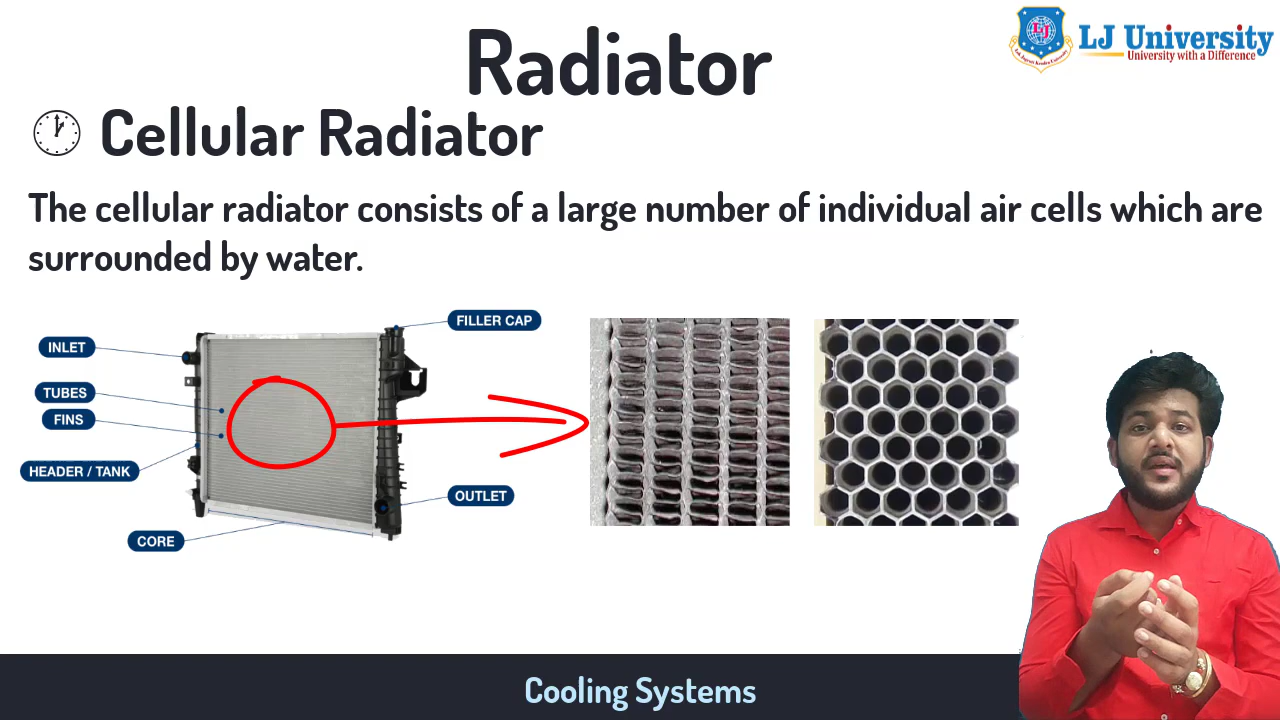 Radiator
LJ University
University with a Difference
Cellular Radiator
The cellular radiator consists of a large number of individual air cells which are
surrounded by water.
FILLER CAP
INLET
TUBES
FINS
HEADER / TANK
OUTLET
CORE
Cooling Systems